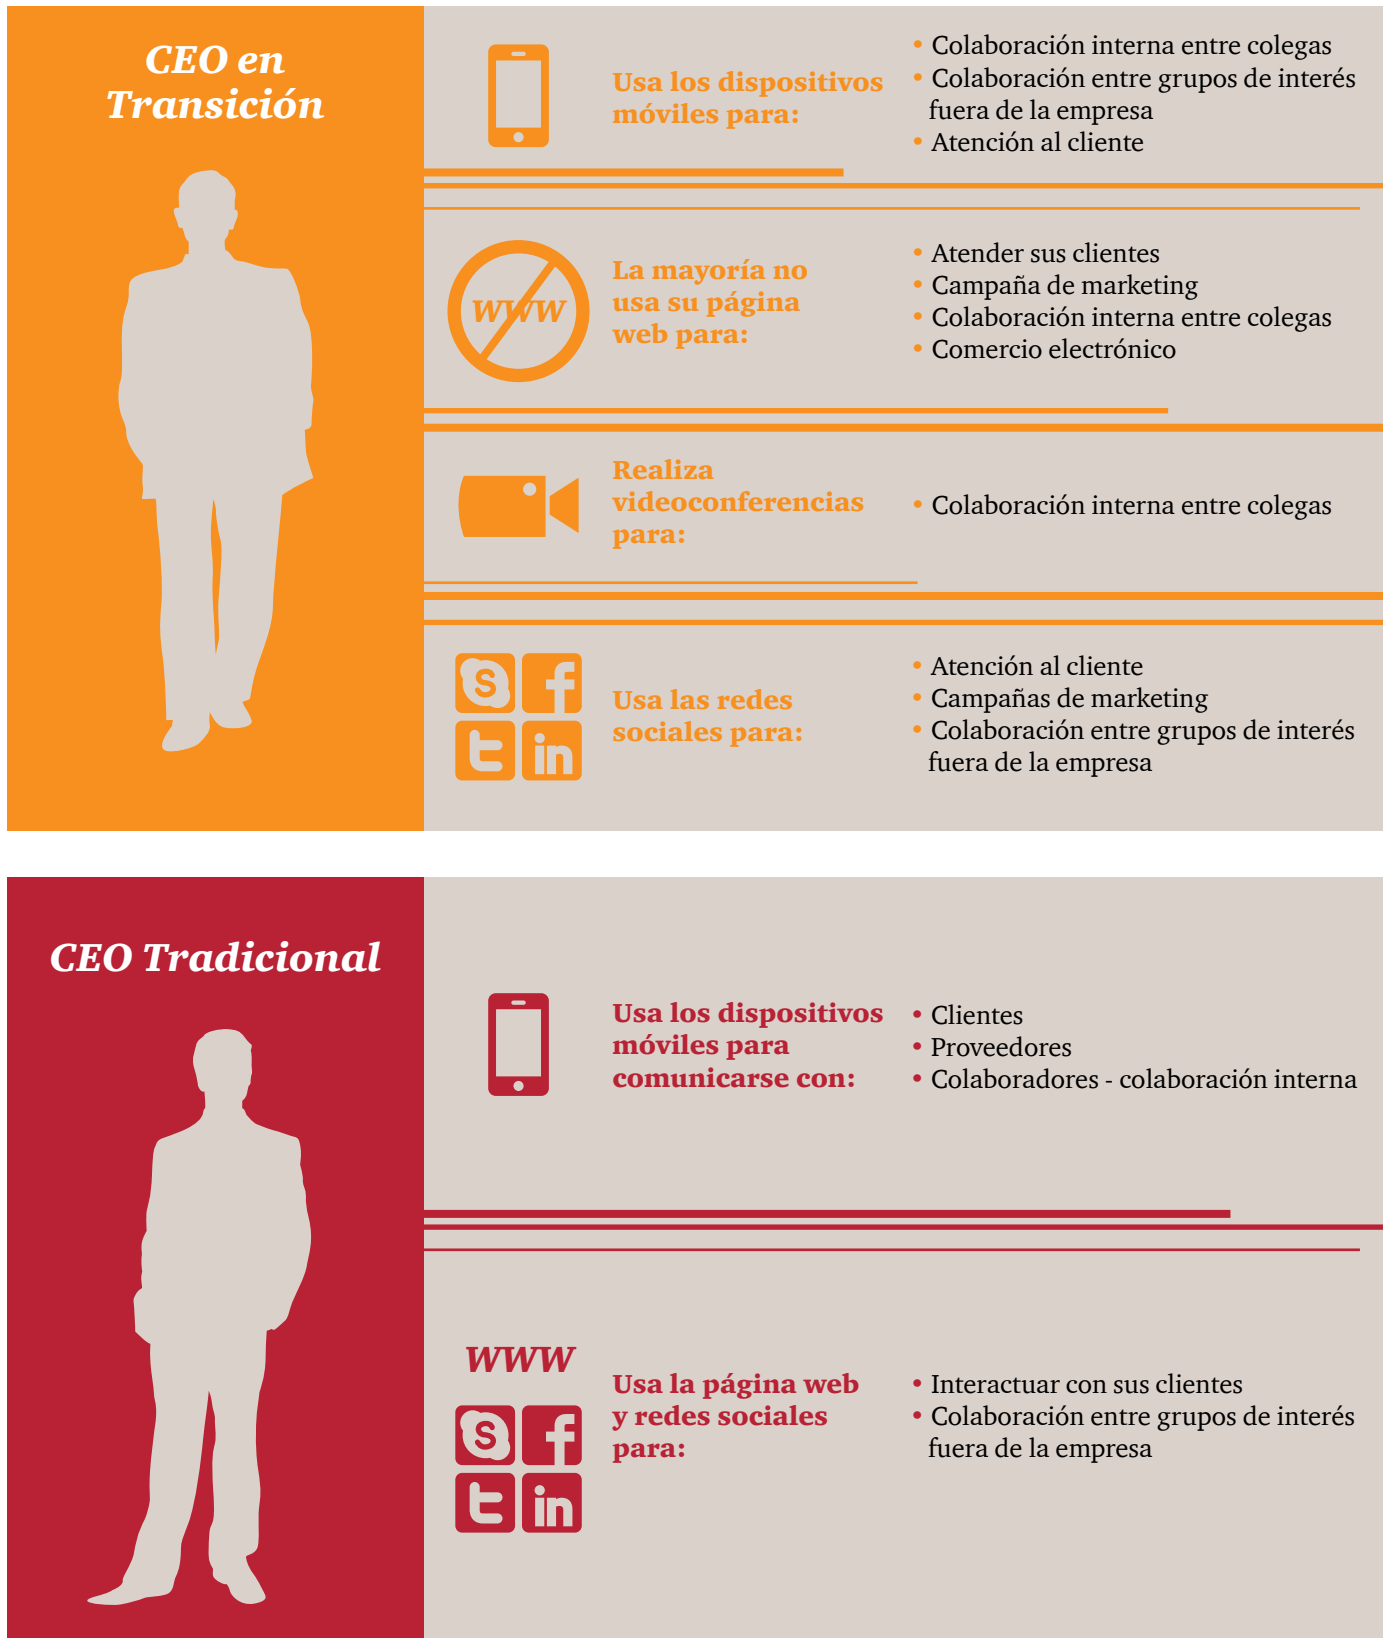 CEO en
Transición
Usa los dispositivos
móviles para:
• Colaboración interna entre colegas
• Colaboración entre grupos de interés
fuera de la empresa
• Atención al cliente
www
La mayoría no
usa su página
web para:
• Atender sus clientes
• Campaña de marketing
• Colaboración interna entre colegas
• Comercio electrónico
Realiza
videoconferencias
para:
• Colaboración interna entre colegas
S f
t in
Usa las redes
sociales para:
• Atención al cliente
• Campañas de marketing
• Colaboración entre grupos de interés
fuera de la empresa
CEO Tradicional
Usa los dispositivos
móviles para
comunicarse con:
• Clientes
• Proveedores
• Colaboradores - colaboración interna
www
S f
t in
Usa la página web
y redes sociales
para:
• Interactuar con sus clientes
• Colaboración entre grupos de interés
fuera de la empresa